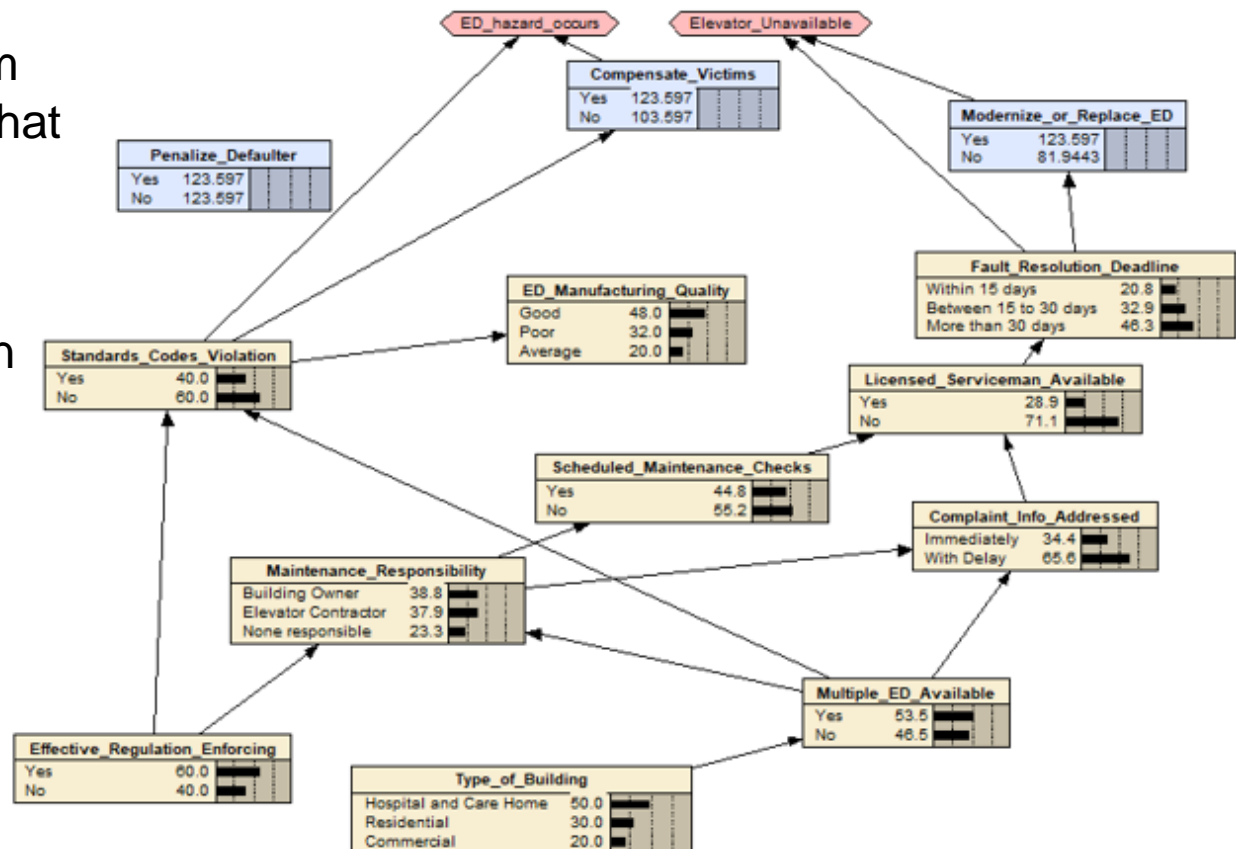 ED_hazard_occurs
Elevator_Unavailable
hat
Compensate_Victims
Yes 123.597
No 103.597
Modernize_or_Replace_ED
Yes 123.597
No 81.9443
Penalize_Defaulter
Yes 123.597
No 123.597
Fault_Resolution_Deadline
Within 15 days 20.8
Between 15 to 30 days 32.9
More than 30 days 46.3
ED_Manufacturing_Quality
Good 48.0
Poor 32.0
Average 20.0
Standards_Codes_Violation
Yes 40.0
No 60.0
Licensed_Serviceman_Available
Yes 28.9
No 71.1
Scheduled_Maintenance_Checks
Yes 44.8
No 55.2
Complaint_Info_Addressed
Immediately 34.4
With Delay 65.6
Maintenance_Responsibility
Building Owner 38.8
Elevator Contractor 37.9
None responsible 23.3
Multiple_ED_Available
Yes 53.5
No 46.5
Effective_Regulation_Enforcing
Yes 60.0
No 40.0
Type_of_Building
Hospital and Care Home 50.0
Residential 30.0
Commercial 20.0